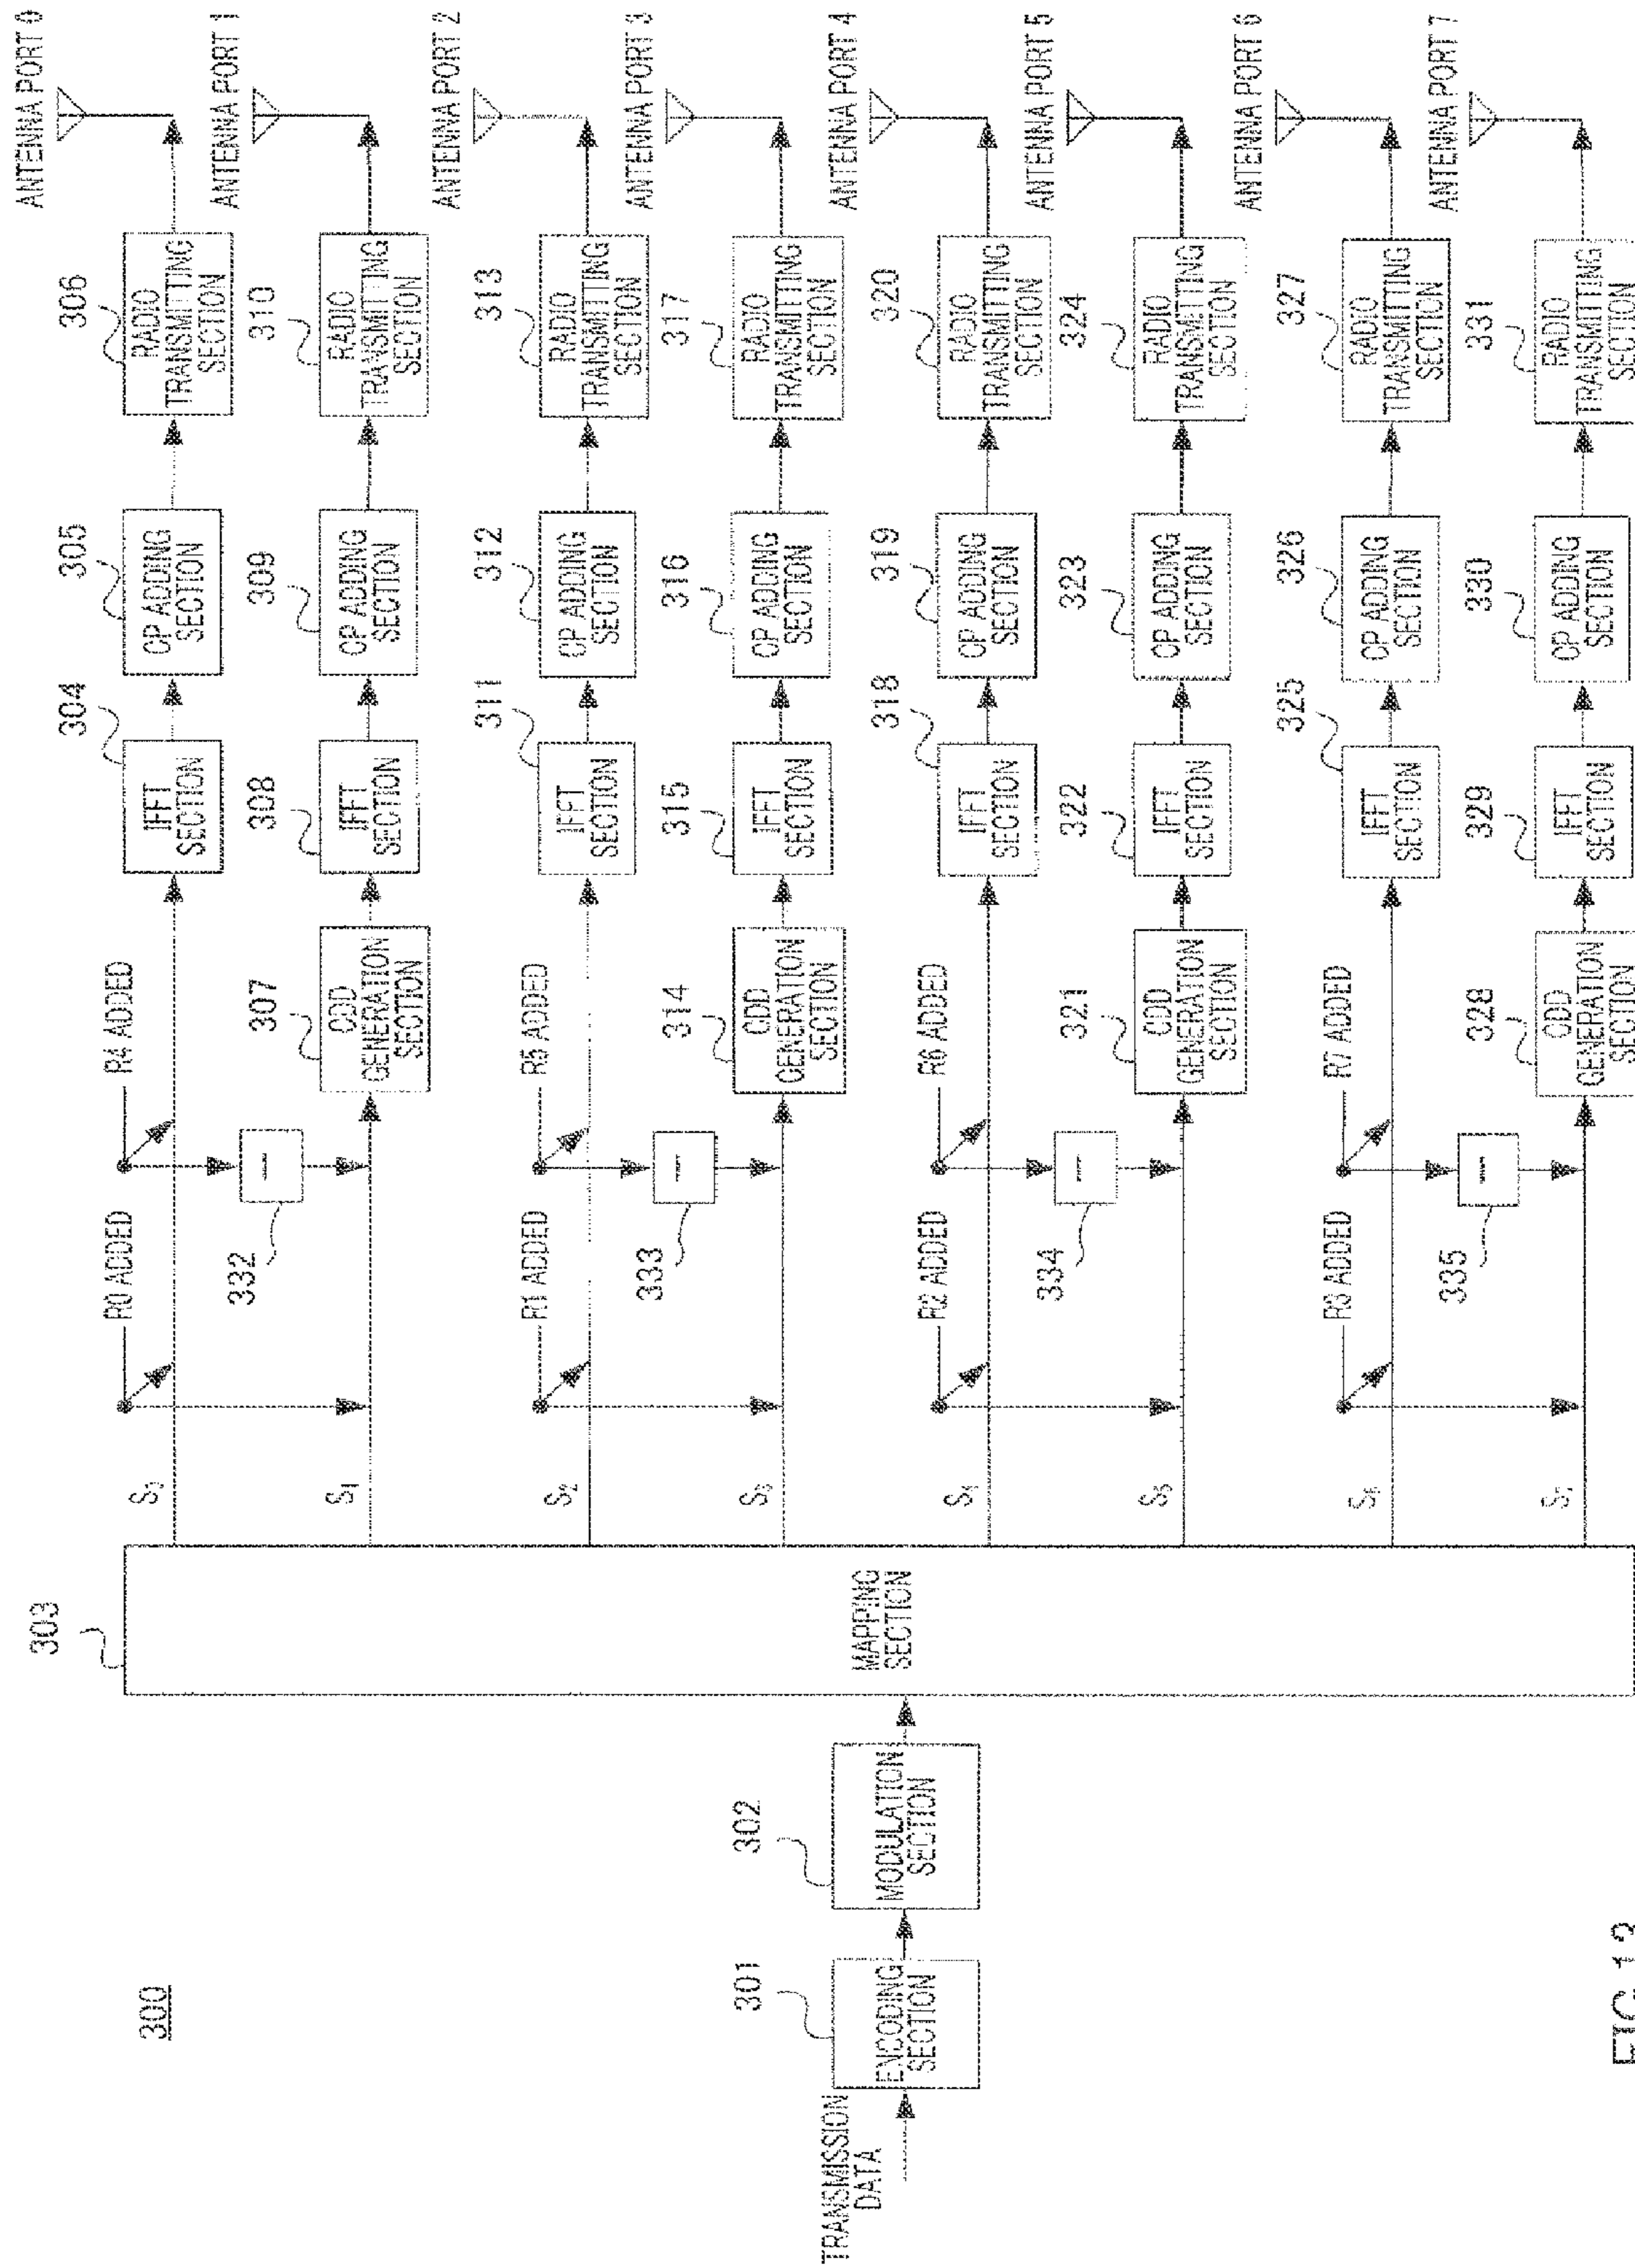 300
TRANSMISSION
DATA
301
ENCODING
SECTION
302
MODULATION
SECTION
303
MAPPING
SECTION
S0
R0 ADDED
R4 ADDED
304
IFFT
SECTION
305
CP ADDING
SECTION
306
RADIO
TRANSMITTING
SECTION
ANTENNA PORT 0
332
−
S1
307
CDD
GENERATION
SECTION
308
IFFT
SECTION
309
CP ADDING
SECTION
310
RADIO
TRANSMITTING
SECTION
ANTENNA PORT 1
S2
R1 ADDED
R5 ADDED
311
IFFT
SECTION
312
CP ADDING
SECTION
313
RADIO
TRANSMITTING
SECTION
ANTENNA PORT 2
333
−
S3
314
CDD
GENERATION
SECTION
315
IFFT
SECTION
316
CP ADDING
SECTION
317
RADIO
TRANSMITTING
SECTION
ANTENNA PORT 3
S4
R2 ADDED
R6 ADDED
318
IFFT
SECTION
319
CP ADDING
SECTION
320
RADIO
TRANSMITTING
SECTION
ANTENNA PORT 4
334
−
S5
321
CDD
GENERATION
SECTION
322
IFFT
SECTION
323
CP ADDING
SECTION
324
RADIO
TRANSMITTING
SECTION
ANTENNA PORT 5
S6
R3 ADDED
R7 ADDED
325
IFFT
SECTION
326
CP ADDING
SECTION
327
RADIO
TRANSMITTING
SECTION
ANTENNA PORT 6
335
−
S7
328
CDD
GENERATION
SECTION
329
IFFT
SECTION
330
CP ADDING
SECTION
331
RADIO
TRANSMITTING
SECTION
ANTENNA PORT 7